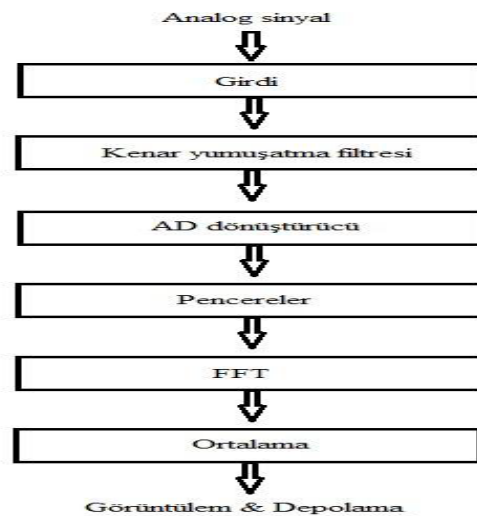 Analog sinyal
Girdi
Kenar yumuşatma filtresi
AD dönüştürücü
Pencereler
FFT
Ortalama
Görüntülem & Depolama